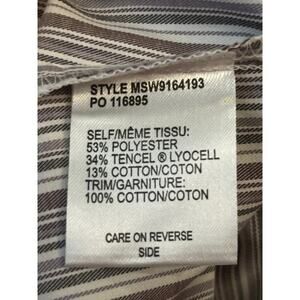 STYLE MSW9164193
PO 116895
SELF/MÊME TISSU:
53% POLYESTER
34% TENCEL ® LYOCELL
13% COTTON/COTON
TRIM/GARNITURE:
100% COTTON/COTON
CARE ON REVERSE
SIDE